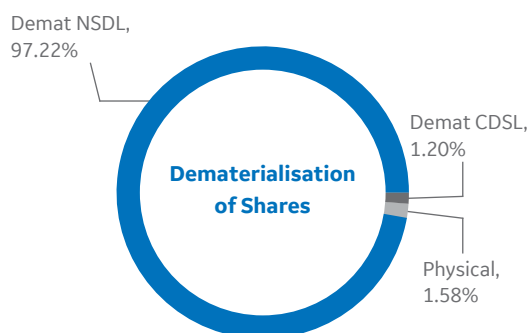 Demat NSDL,
97.22%
Demat CDSL,
1.20%
Dematerialisation
of Shares
Physical,
1.58%